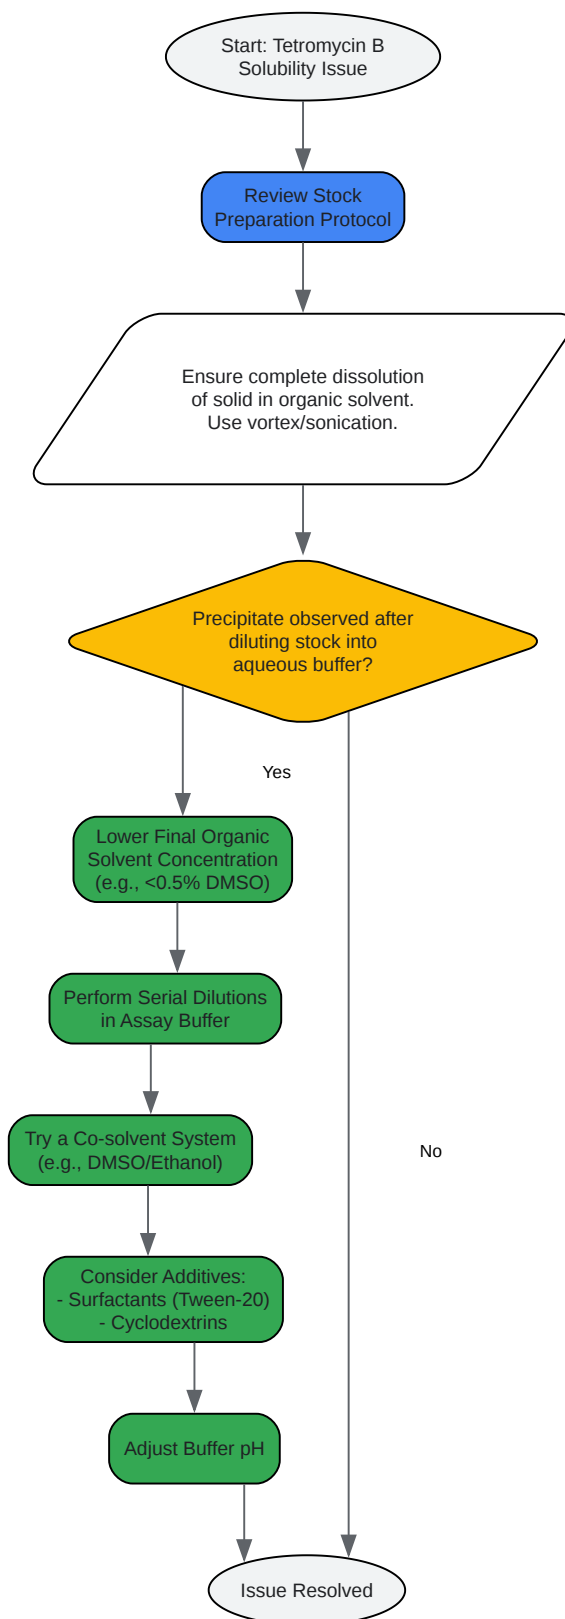 Start: Tetromycin B
Solubility Issue
Review Stock
Preparation Protocol
Ensure complete dissolution
of solid in organic solvent.
Use vortex/sonication.
Precipitate observed after
diluting stock into
aqueous buffer?
Yes
Lower Final Organic
Solvent Concentration
(e.g., <0.5% DMSO)
Perform Serial Dilutions
in Assay Buffer
Try a Co-solvent System
(e.g., DMSO/Ethanol)
No
Consider Additives:
- Surfactants (Tween-20)
- Cyclodextrins
Adjust Buffer pH
Issue Resolved